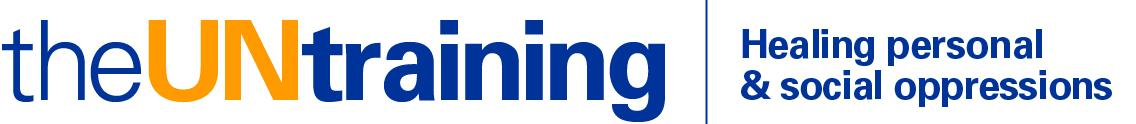 theUNtraining
Healing personal
& social oppressions